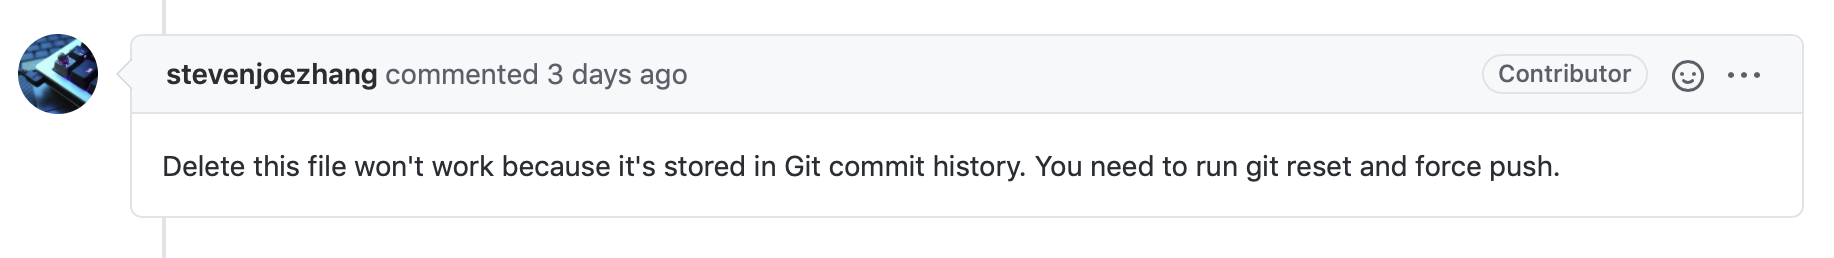 stevenjoezhang commented 3 days ago Contributor
Delete this file won't work because it's stored in Git commit history. You need to run git reset and force push.